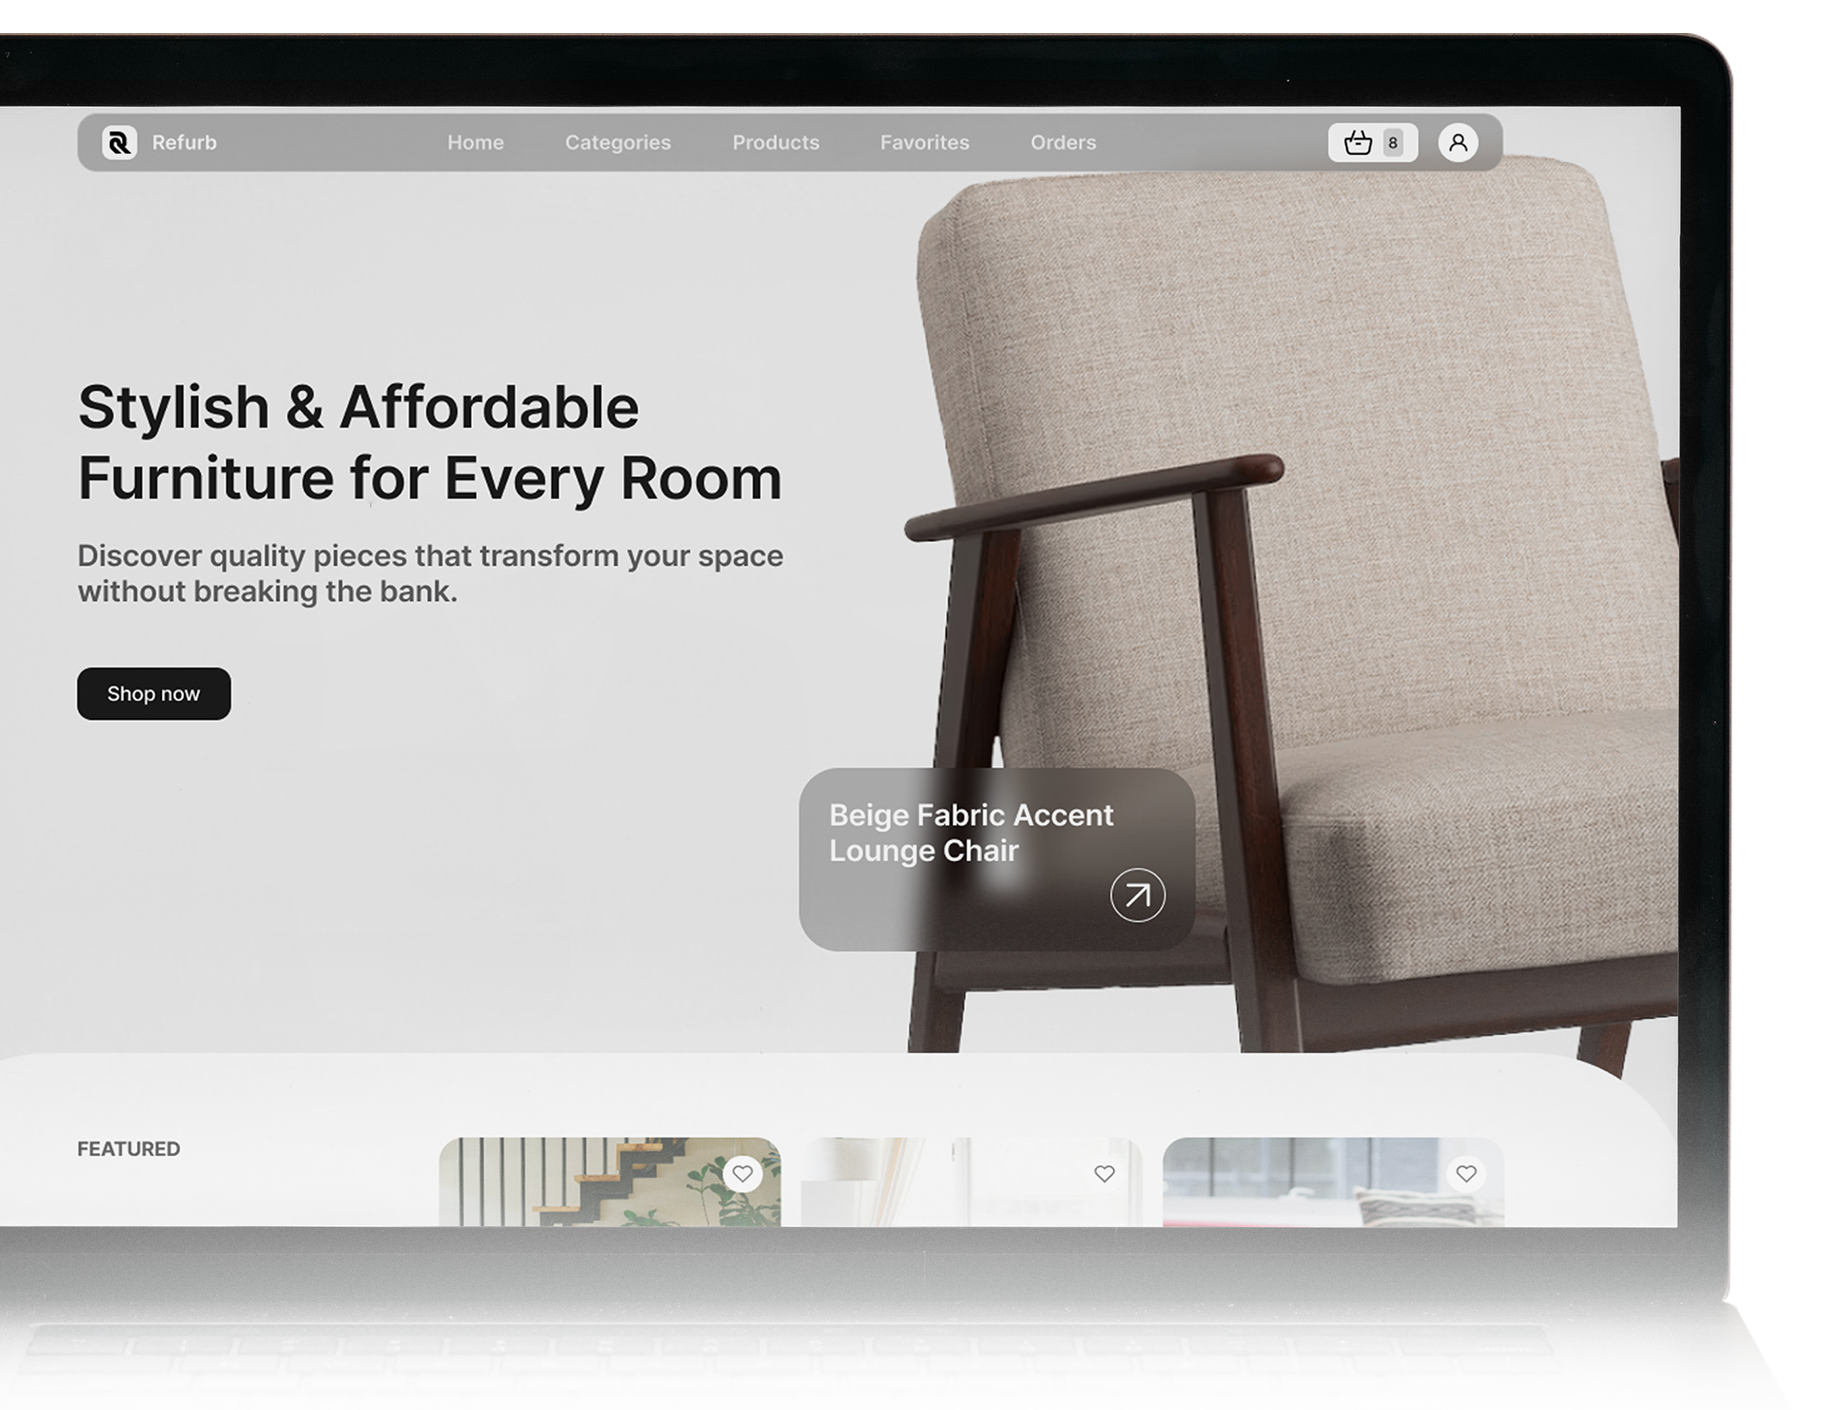 Refurb
Home
Categories
Products
Favorites
Orders
8
Stylish & Affordable
Furniture for Every Room
Discover quality pieces that transform your space
without breaking the bank.
Shop now
Beige Fabric Accent
Lounge Chair
FEATURED